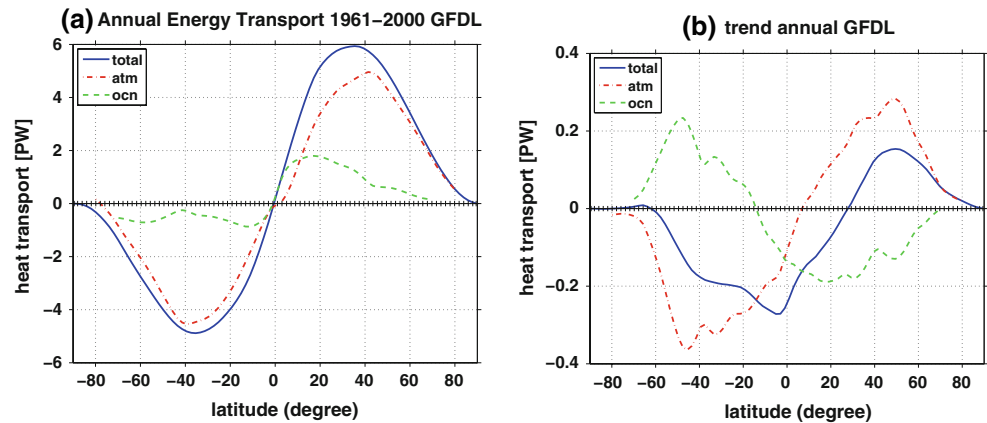 (a) Annual Energy Transport 1961−2000 GFDL
total
atm
ocn
6
4
2
0
−2
−4
−6
heat transport [PW]
−80 −60 −40 −20 0 20 40 60 80
latitude (degree)
(b) trend annual GFDL
total
atm
ocn
0.4
0.2
0
−0.2
−0.4
heat transport [PW]
−80 −60 −40 −20 0 20 40 60 80
latitude (degree)